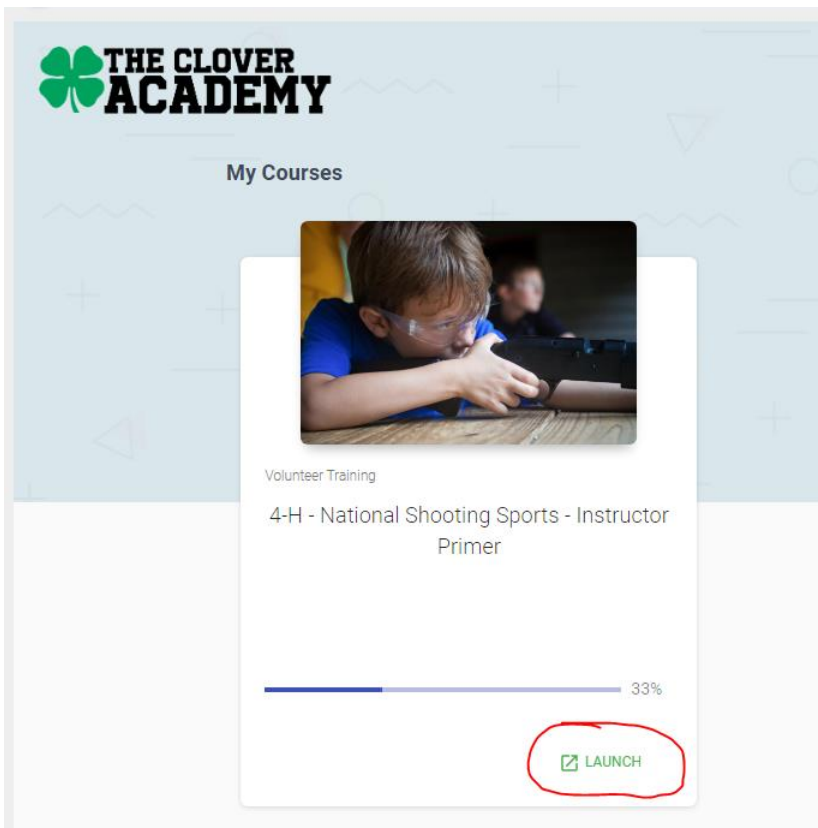 THE CLOVER
ACADEMY
My Courses
Volunteer Training
4-H - National Shooting Sports - Instructor
Primer
33%
LAUNCH